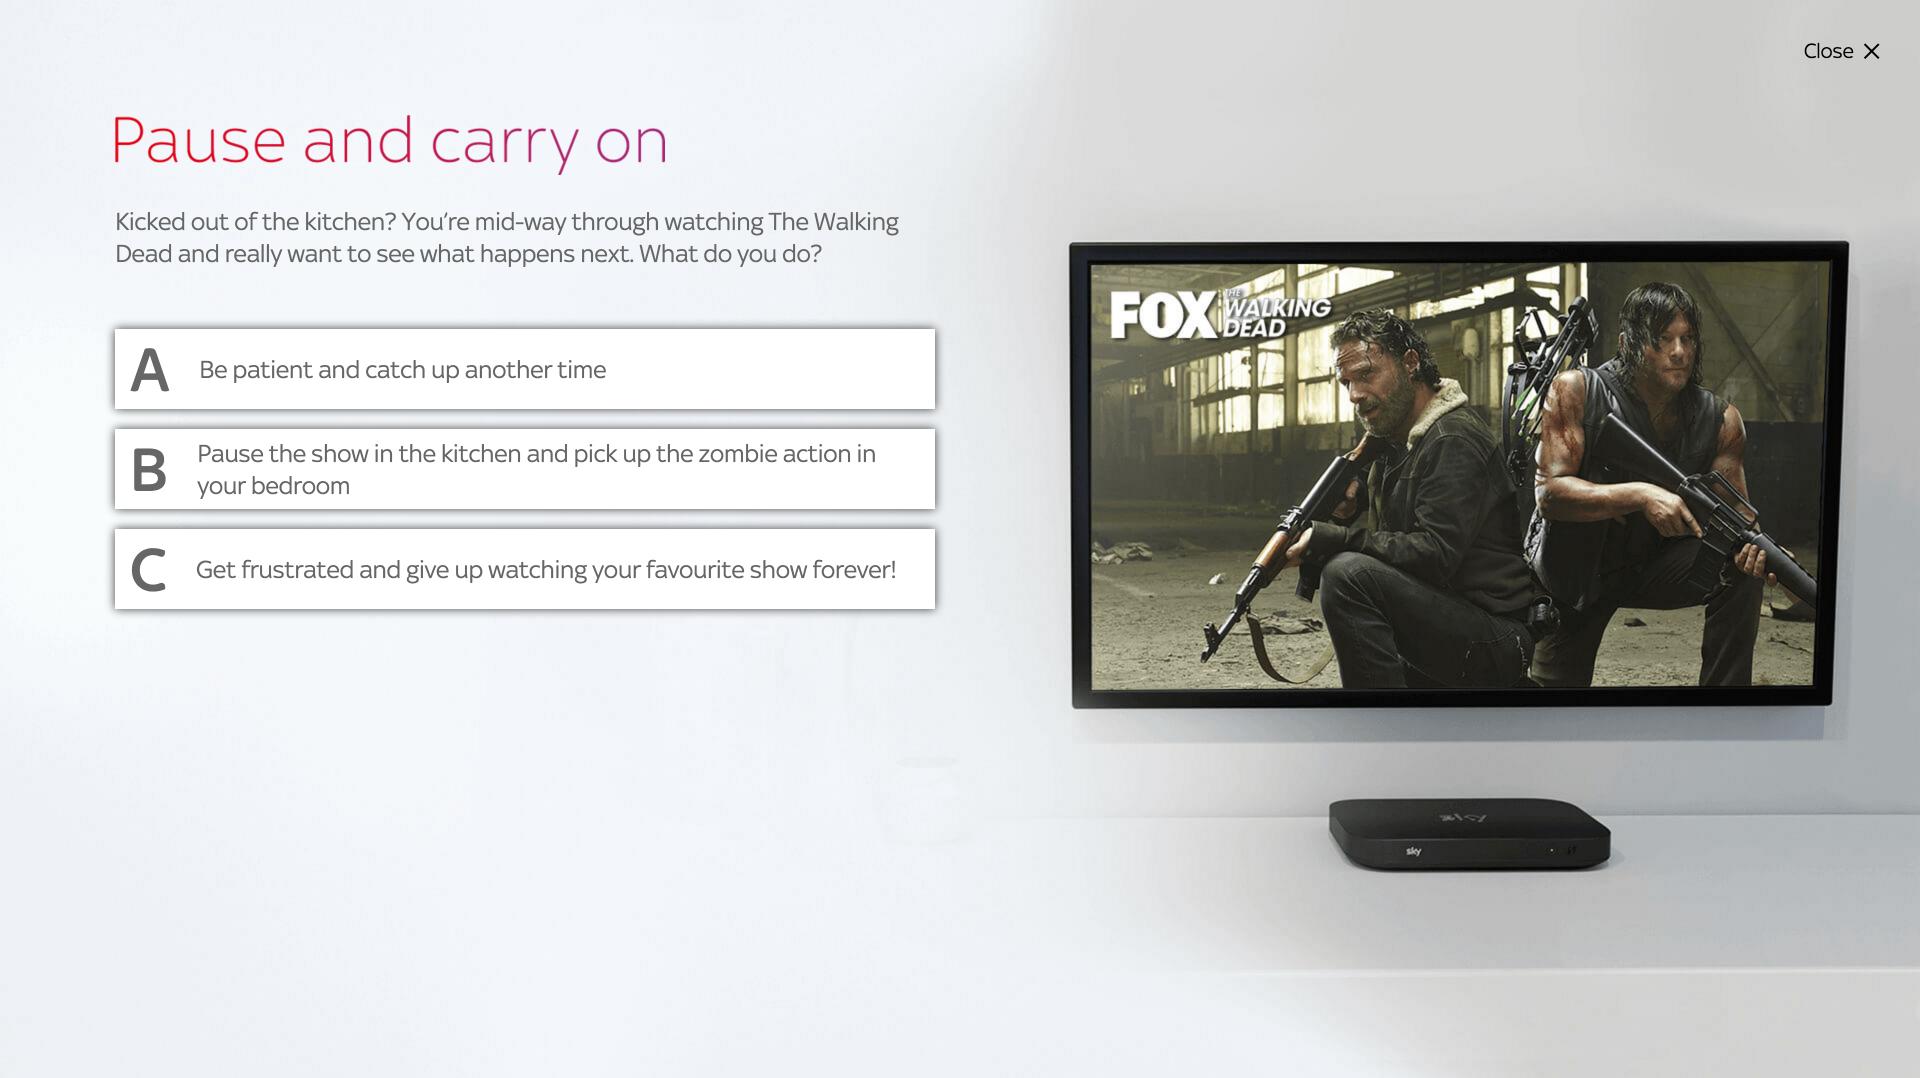 Close
Pause and carry on
Kicked out of the kitchen? You're mid-way through watching The Walking
Dead and really want to see what happens next. What do you do?
A Be patient and catch up another time
B Pause the show in the kitchen and pick up the zombie action in
your bedroom
C Get frustrated and give up watching your favourite show forever!
FOX THE
WALKING
DEAD
sky
sky